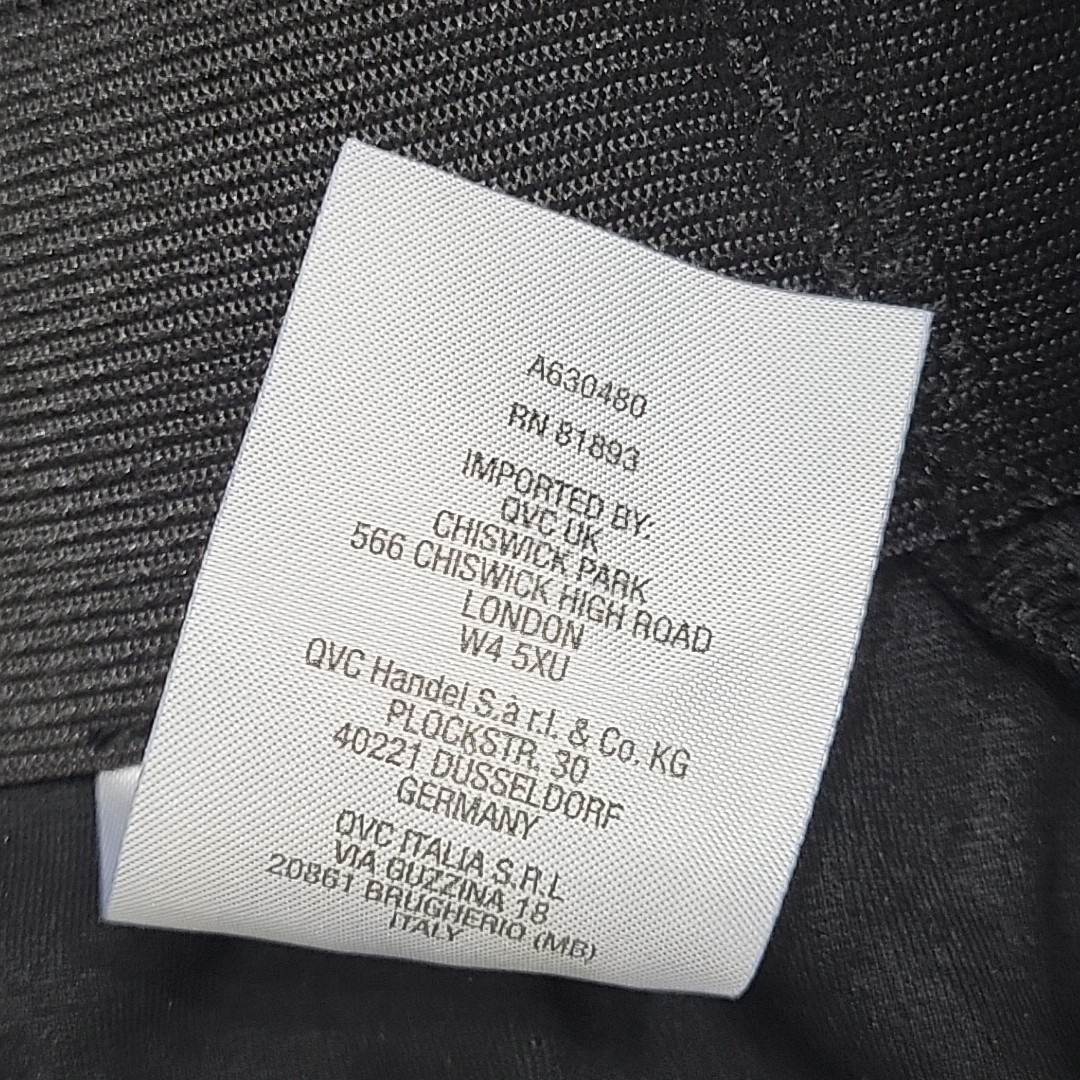 A630480
RN 81893
IMPORTED BY:
QVC UK
CHISWICK PARK
566 CHISWICK HIGH ROAD
LONDON
W4 5XU
QVC Handel S.à r.l. & Co. KG
PLOCKSTR. 30
40221 DUSSELDORF
GERMANY
QVC ITALIA S.R.L
VIA GUZZINA 18
20861 BRUGHERIO (MB)
ITALY